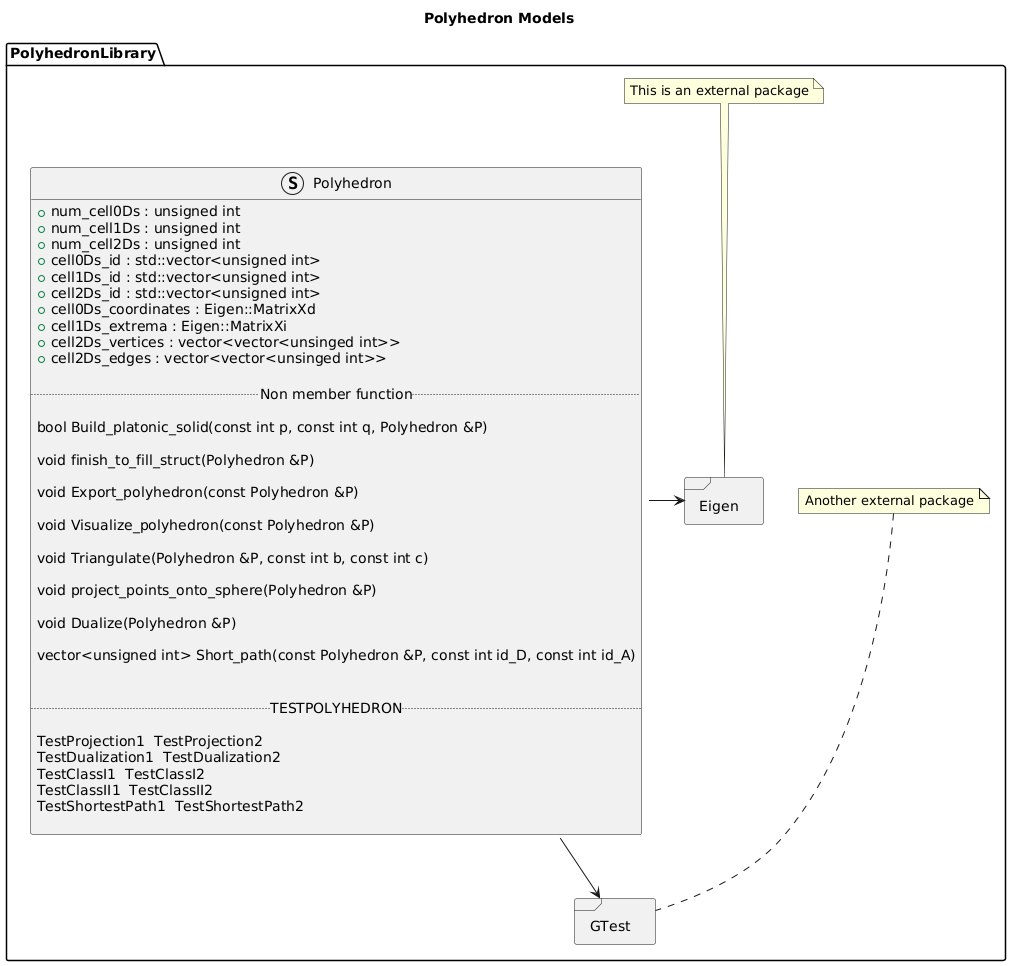 Polyhedron Models
PolyhedronLibrary
This is an external package
S Polyhedron
num_cell0Ds : unsigned int
num_cell1Ds : unsigned int
num_cell2Ds : unsigned int
cell0Ds_id : std::vector<unsigned int>
cell1Ds_id : std::vector<unsigned int>
cell2Ds_id : std::vector<unsigned int>
cell0Ds_coordinates : Eigen::MatrixXd
cell1Ds_extrema : Eigen::MatrixXi
cell2Ds_vertices : vector<vector<unsinged int>>
cell2Ds_edges : vector<vector<unsinged int>>
Non member function
bool Build_platonic_solid(const int p, const int q, Polyhedron &P)
void finish_to_fill_struct(Polyhedron &P)
void Export_polyhedron(const Polyhedron &P)
void Visualize_polyhedron(const Polyhedron &P)
void Triangulate(Polyhedron &P, const int b, const int c)
void project_points_onto_sphere(Polyhedron &P)
void Dualize(Polyhedron &P)
vector<unsigned int> Short_path(const Polyhedron &P, const int id_D, const int id_A)
TESTPOLYHEDRON
TestProjection1  TestProjection2
TestDualization1  TestDualization2
TestClassI1  TestClassI2
TestClassII1  TestClassII2
TestShortestPath1  TestShortestPath2
Eigen
Another external package
GTest